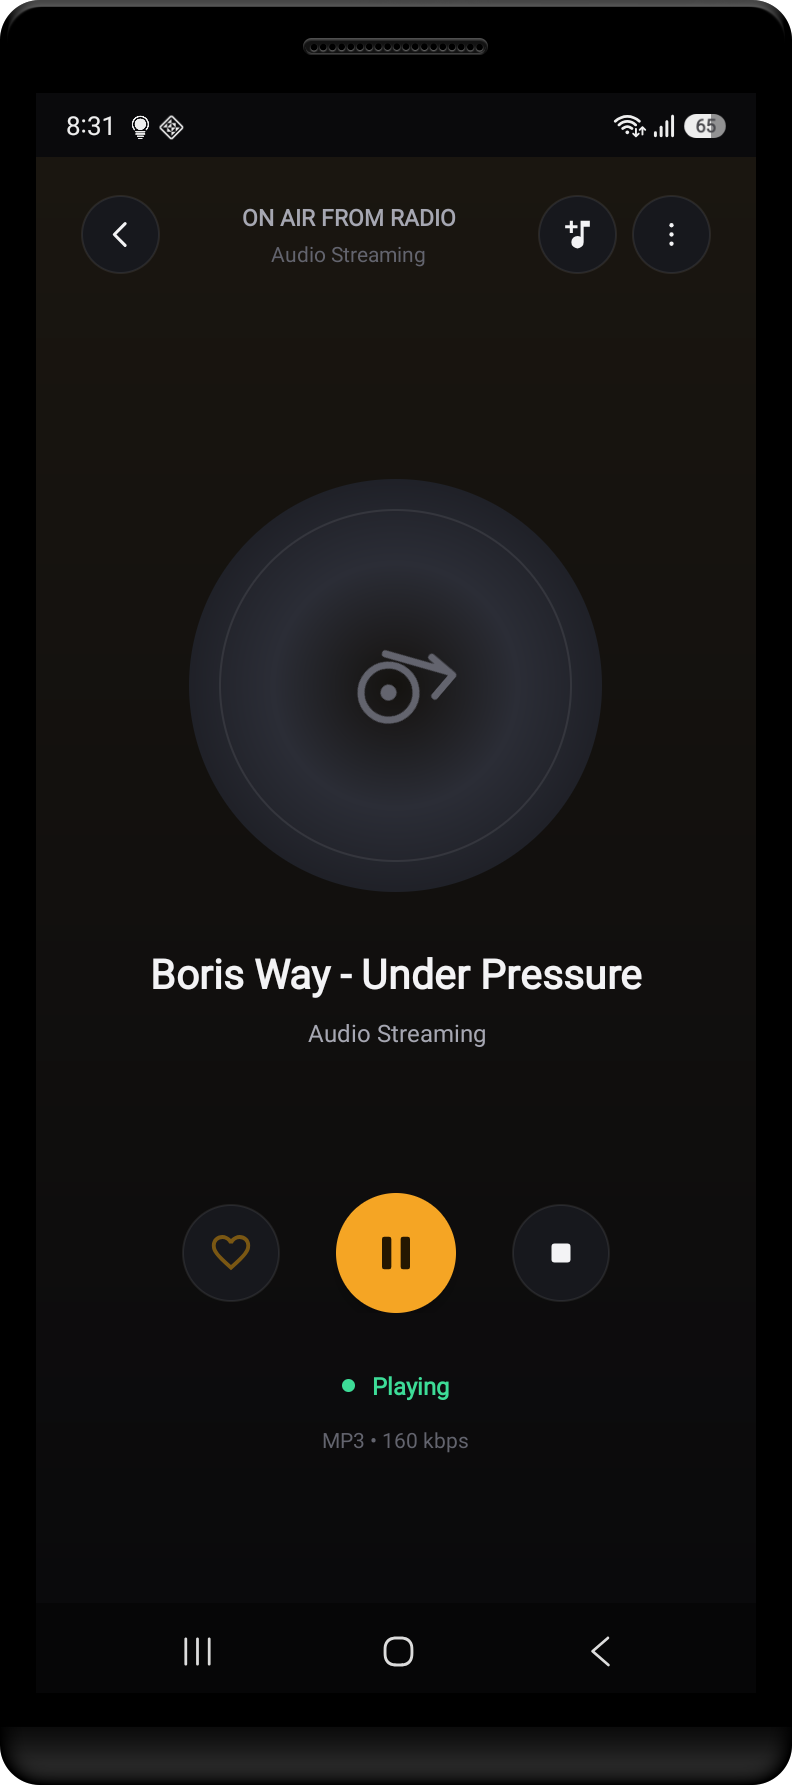 8:31
65
ON AIR FROM RADIO
Audio Streaming
Boris Way - Under Pressure
Audio Streaming
Playing
MP3 • 160 kbps